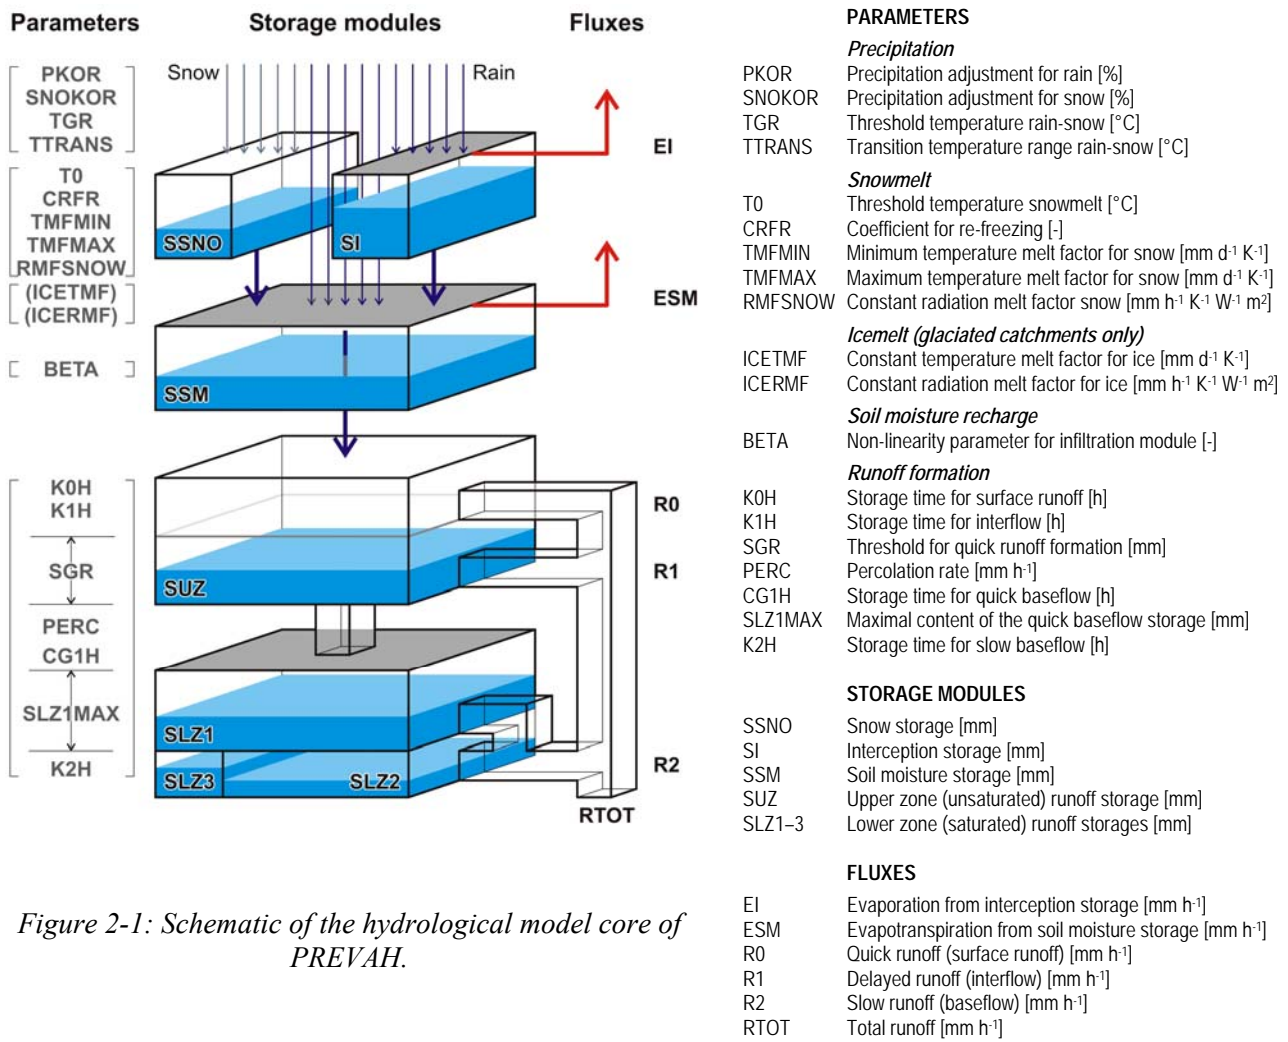 Parameters Storage modules Fluxes
Snow Rain
PKOR
SNOKOR
TGR
TTRANS
EI
T0
CRFR
TMFMIN
TMFMAX
RMFSNOW
SSNO SI
(ICETMF)
(ICERMF)
ESM
BETA
SSM
K0H
K1H
R0
SGR
R1
SUZ
PERC
CG1H
SLZ1MAX
SLZ1
K2H
R2
SLZ3 SLZ2
RTOT
Figure 2-1: Schematic of the hydrological model core of
PREVAH.
PARAMETERS
Precipitation
PKOR Precipitation adjustment for rain [%]
SNOKOR Precipitation adjustment for snow [%]
TGR Threshold temperature rain-snow [°C]
TTRANS Transition temperature range rain-snow [°C]
Snowmelt
T0 Threshold temperature snowmelt [°C]
CRFR Coefficient for re-freezing [-]
TMFMIN Minimum temperature melt factor for snow [mm d-1 K-1]
TMFMAX Maximum temperature melt factor for snow [mm d-1 K-1]
RMFSNOW Constant radiation melt factor snow [mm h-1 K-1 W-1 m2]
Icemelt (glaciated catchments only)
ICETMF Constant temperature melt factor for ice [mm d-1 K-1]
ICERMF Constant radiation melt factor for ice [mm h-1 K-1 W-1 m2]
Soil moisture recharge
BETA Non-linearity parameter for infiltration module [-]
Runoff formation
K0H Storage time for surface runoff [h]
K1H Storage time for interflow [h]
SGR Threshold for quick runoff formation [mm]
PERC Percolation rate [mm h-1]
CG1H Storage time for quick baseflow [h]
SLZ1MAX Maximal content of the quick baseflow storage [mm]
K2H Storage time for slow baseflow [h]
STORAGE MODULES
SSNO Snow storage [mm]
SI Interception storage [mm]
SSM Soil moisture storage [mm]
SUZ Upper zone (unsaturated) runoff storage [mm]
SLZ1–3 Lower zone (saturated) runoff storages [mm]
FLUXES
EI Evaporation from interception storage [mm h-1]
ESM Evapotranspiration from soil moisture storage [mm h-1]
R0 Quick runoff (surface runoff) [mm h-1]
R1 Delayed runoff (interflow) [mm h-1]
R2 Slow runoff (baseflow) [mm h-1]
RTOT Total runoff [mm h-1]